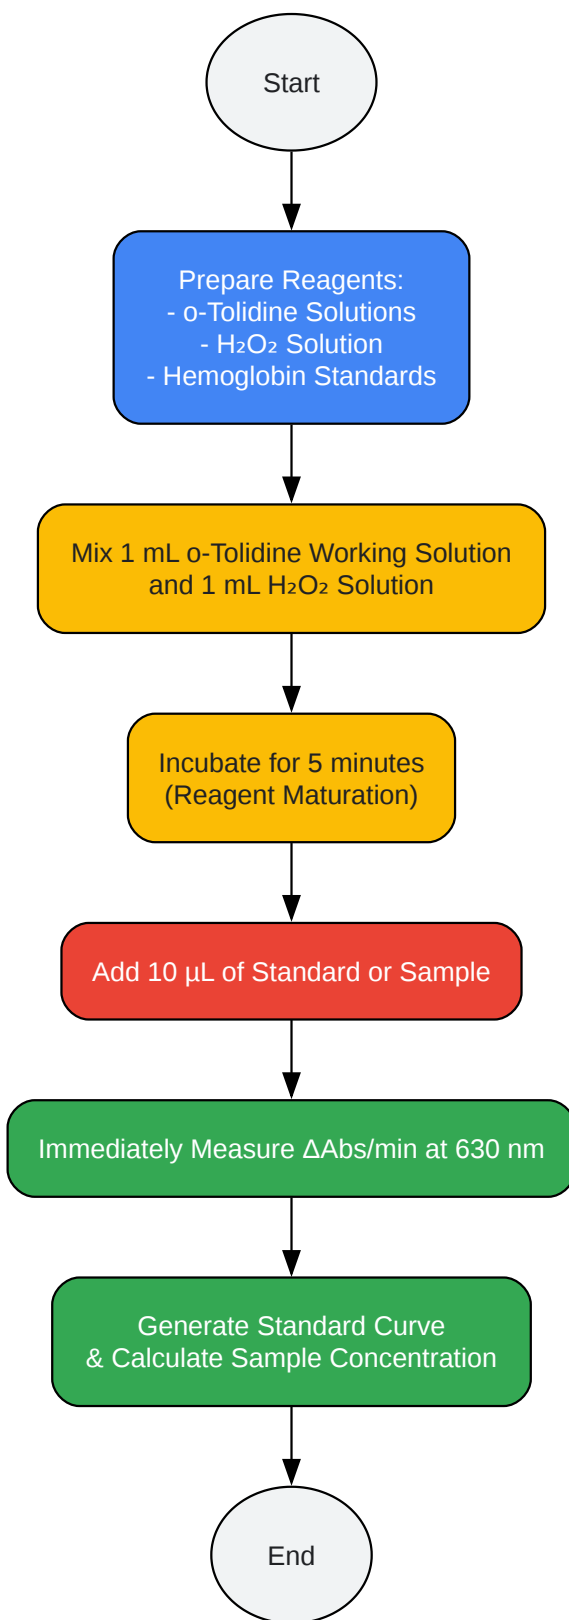 Start
Prepare Reagents:
- o-Tolidine Solutions
- H₂O₂ Solution
- Hemoglobin Standards
Mix 1 mL o-Tolidine Working Solution
and 1 mL H₂O₂ Solution
Incubate for 5 minutes
(Reagent Maturation)
Add 10 µL of Standard or Sample
Immediately Measure ΔAbs/min at 630 nm
Generate Standard Curve
& Calculate Sample Concentration
End